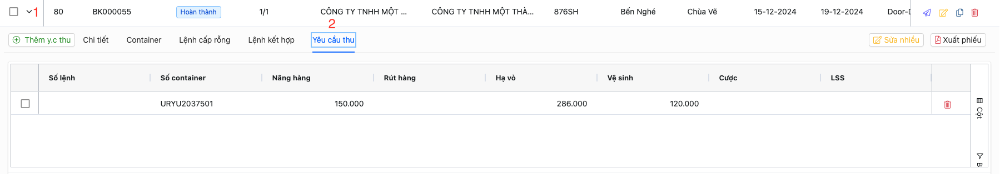 1 80 BK000055 Hoàn thành 1/1 CÔNG TY TNHH MỘT ... CÔNG TY TNHH MỘT THÀ... 876SH Bến Nghé Chùa Vẽ 15-12-2024 19-12-2024 Door-D
2
Thêm y.c thu Chi tiết Container Lệnh cấp rỗng Lệnh kết hợp Yêu cầu thu Sửa nhiều Xuất phiếu
Số lệnh Số container Nâng hàng Rút hàng Hạ vỏ Vệ sinh Cược LSS
URYU2037501 150.000 286.000 120.000
Cột
B